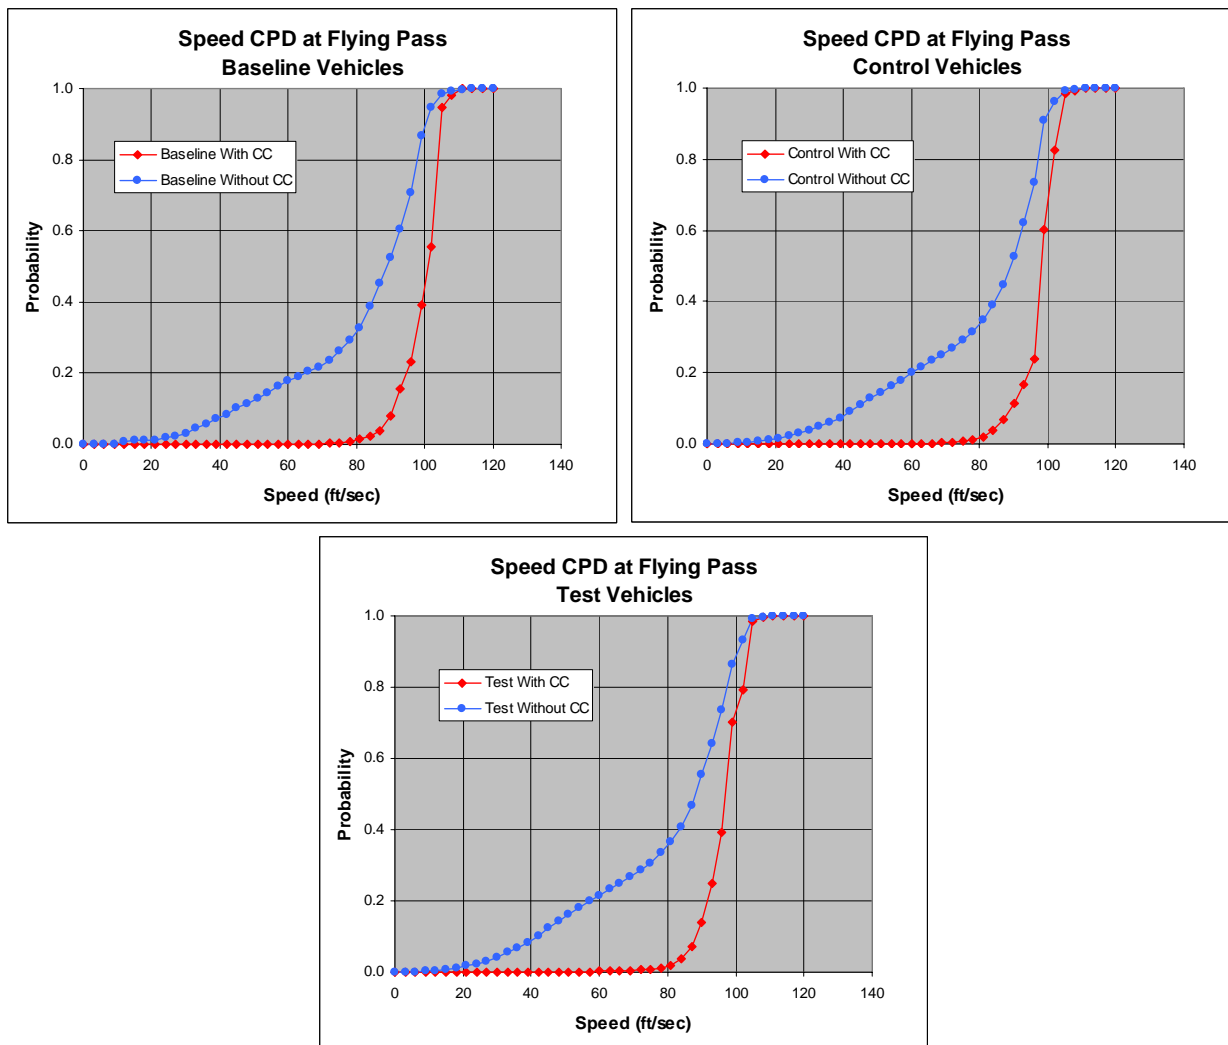 Speed CPD at Flying Pass
Baseline Vehicles
1.0
0.8
0.6
0.4
0.2
0.0
Probability
Baseline With CC
Baseline Without CC
0 20 40 60 80 100 120 140
Speed (ft/sec)
Speed CPD at Flying Pass
Control Vehicles
1.0
0.8
0.6
0.4
0.2
0.0
Probability
Control With CC
Control Without CC
0 20 40 60 80 100 120 140
Speed (ft/sec)
Speed CPD at Flying Pass
Test Vehicles
1.0
0.8
0.6
0.4
0.2
0.0
Probability
Test With CC
Test Without CC
0 20 40 60 80 100 120 140
Speed (ft/sec)